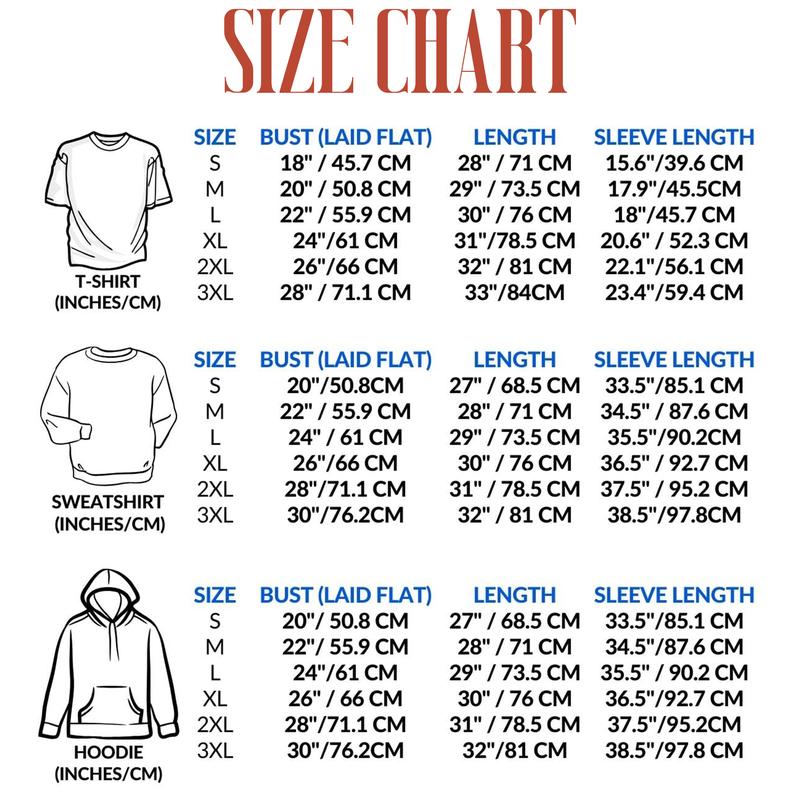 SIZE CHART
SIZE BUST (LAID FLAT) LENGTH SLEEVE LENGTH
S 18" / 45.7 CM 28" / 71 CM 15.6"/39.6 CM
M 20" / 50.8 CM 29" / 73.5 CM 17.9"/45.5CM
L 22" / 55.9 CM 30" / 76 CM 18"/45.7 CM
XL 24"/61 CM 31"/78.5 CM 20.6" / 52.3 CM
2XL 26"/66 CM 32" / 81 CM 22.1"/56.1 CM
3XL 28" / 71.1 CM 33"/84CM 23.4"/59.4 CM
T-SHIRT
(INCHES/CM)
SIZE BUST (LAID FLAT) LENGTH SLEEVE LENGTH
S 20"/50.8CM 27" / 68.5 CM 33.5"/85.1 CM
M 22" / 55.9 CM 28" / 71 CM 34.5" / 87.6 CM
L 24" / 61 CM 29" / 73.5 CM 35.5"/90.2CM
XL 26"/66 CM 30" / 76 CM 36.5" / 92.7 CM
2XL 28"/71.1 CM 31" / 78.5 CM 37.5" / 95.2 CM
3XL 30"/76.2CM 32" / 81 CM 38.5"/97.8CM
SWEATSHIRT
(INCHES/CM)
SIZE BUST (LAID FLAT) LENGTH SLEEVE LENGTH
S 20"/ 50.8 CM 27" / 68.5 CM 33.5"/85.1 CM
M 22"/ 55.9 CM 28" / 71 CM 34.5"/87.6 CM
L 24"/61 CM 29" / 73.5 CM 35.5" / 90.2 CM
XL 26" / 66 CM 30" / 76 CM 36.5"/92.7 CM
2XL 28"/71.1 CM 31" / 78.5 CM 37.5"/95.2CM
3XL 30"/76.2CM 32"/81 CM 38.5"/97.8 CM
HOODIE
(INCHES/CM)